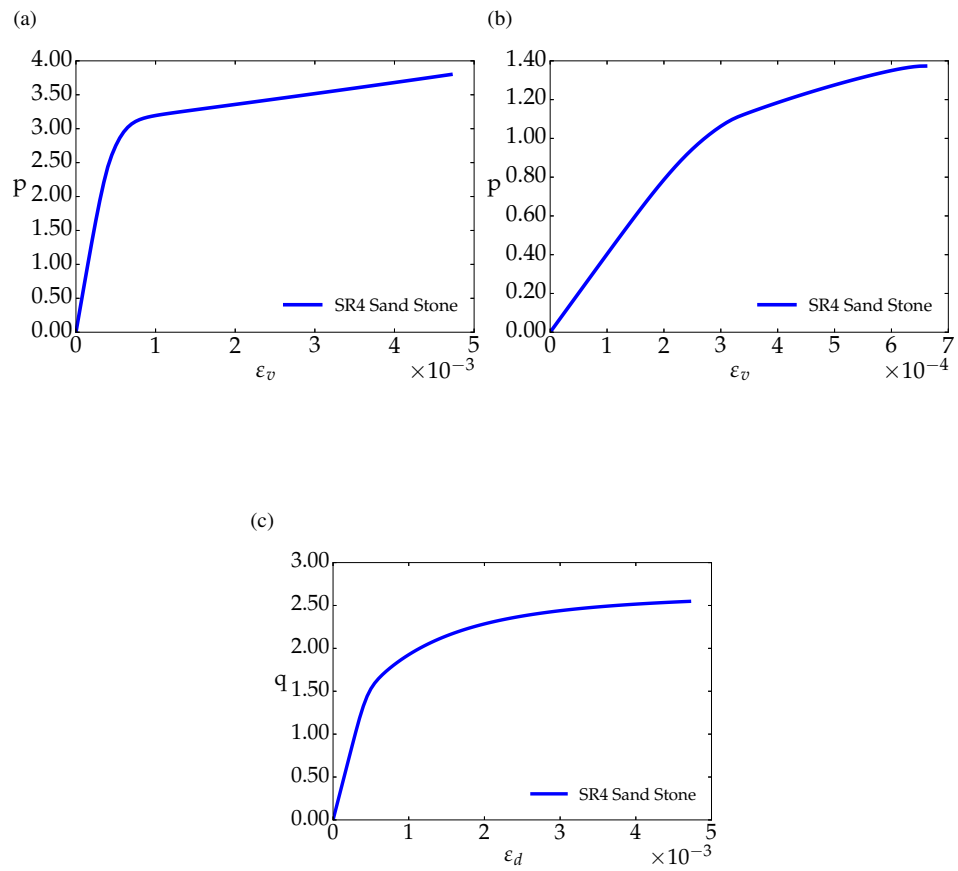 (a)
4.00
3.50
3.00
2.50
2.00
1.50
1.00
0.50
0.00
p
0 1 2 3 4 5
ε_v
×10⁻³
SR4 Sand Stone
(b)
1.40
1.20
1.00
0.80
0.60
0.40
0.20
0.00
p
0 1 2 3 4 5 6 7
ε_v
×10⁻⁴
SR4 Sand Stone
(c)
3.00
2.50
2.00
1.50
1.00
0.50
0.00
q
0 1 2 3 4 5
ε_d
×10⁻³
SR4 Sand Stone